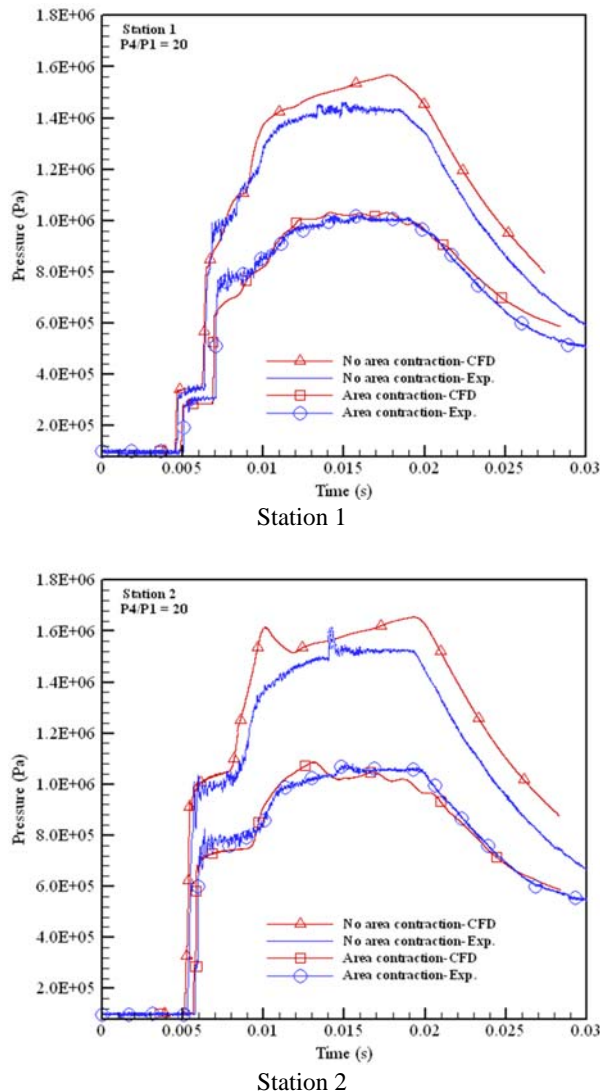 Station 1
P4/P1 = 20
1.8E+06
1.6E+06
1.4E+06
1.2E+06
1.0E+06
8.0E+05
6.0E+05
4.0E+05
2.0E+05
Pressure (Pa)
No area contraction-CFD
No area contraction-Exp.
Area contraction-CFD
Area contraction-Exp.
0 0.005 0.01 0.015 0.02 0.025 0.03
Time (s)
Station 1
Station 2
P4/P1 = 20
1.8E+06
1.6E+06
1.4E+06
1.2E+06
1.0E+06
8.0E+05
6.0E+05
4.0E+05
2.0E+05
Pressure (Pa)
No area contraction-CFD
No area contraction-Exp.
Area contraction-CFD
Area contraction-Exp.
0 0.005 0.01 0.015 0.02 0.025 0.03
Time (s)
Station 2